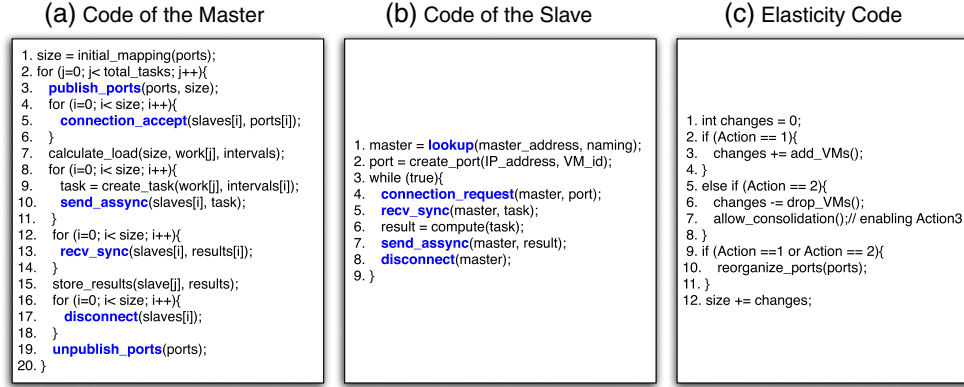 (a) Code of the Master
1. size = initial_mapping(ports);
2. for (j=0; j< total_tasks; j++){
3. publish_ports(ports, size);
4. for (i=0; i< size; i++){
5. connection_accept(slaves[i], ports[i]);
6. }
7. calculate_load(size, work[j], intervals);
8. for (i=0; i< size; i++){
9. task = create_task(work[j], intervals[i]);
10. send_assync(slaves[i], task);
11. }
12. for (i=0; i< size; i++){
13. recv_sync(slaves[i], results[i]);
14. }
15. store_results(slave[j], results);
16. for (i=0; i< size; i++){
17. disconnect(slaves[i]);
18. }
19. unpublish_ports(ports);
20. }
(b) Code of the Slave
1. master = lookup(master_address, naming);
2. port = create_port(IP_address, VM_id);
3. while (true){
4. connection_request(master, port);
5. recv_sync(master, task);
6. result = compute(task);
7. send_assync(master, result);
8. disconnect(master);
9. }
(c) Elasticity Code
1. int changes = 0;
2. if (Action == 1){
3. changes += add_VMs();
4. }
5. else if (Action == 2){
6. changes -= drop_VMs();
7. allow_consolidation();// enabling Action3
8. }
9. if (Action ==1 or Action == 2){
10. reorganize_ports(ports);
11. }
12. size += changes;